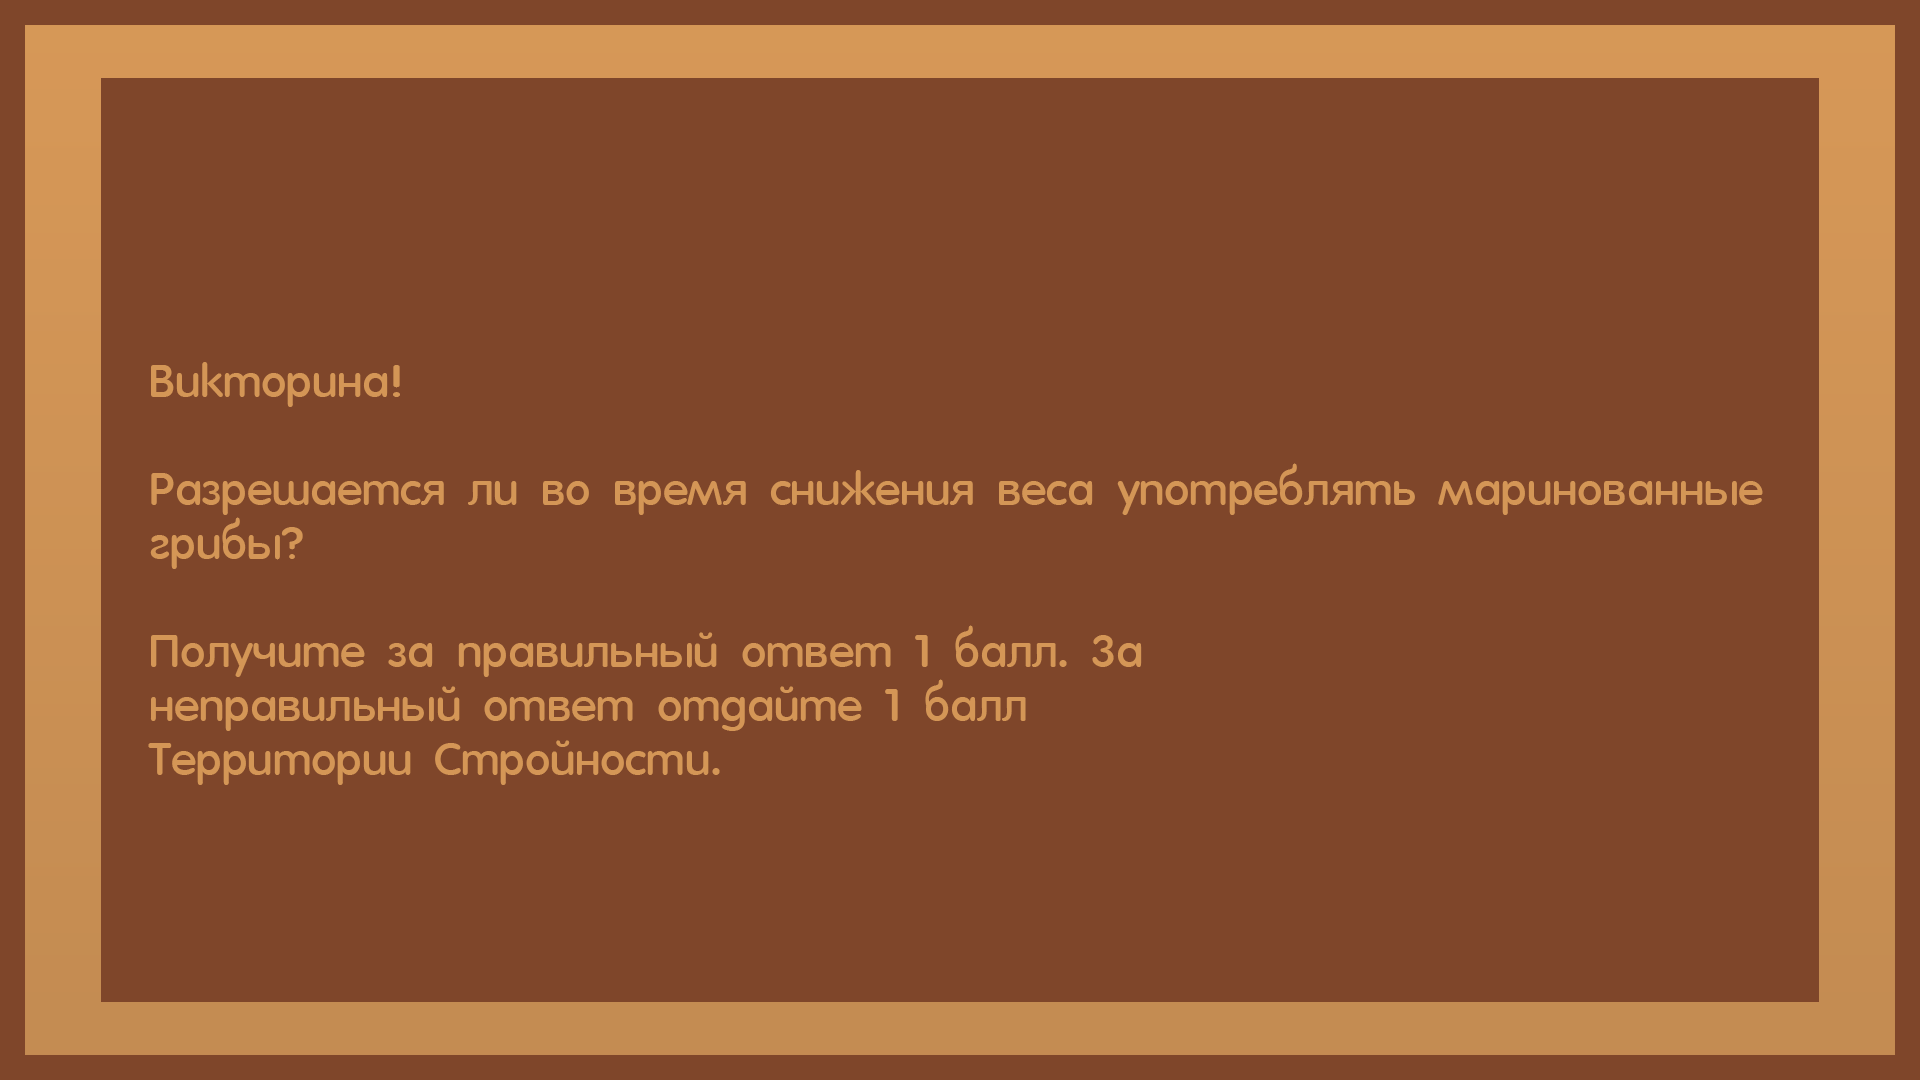 Викторина!
Разрешается ли во время снижения веса употреблять маринованные
грибы?
Получите за правильный ответ 1 балл. За
неправильный ответ отдайте 1 балл
Территории Стройности.